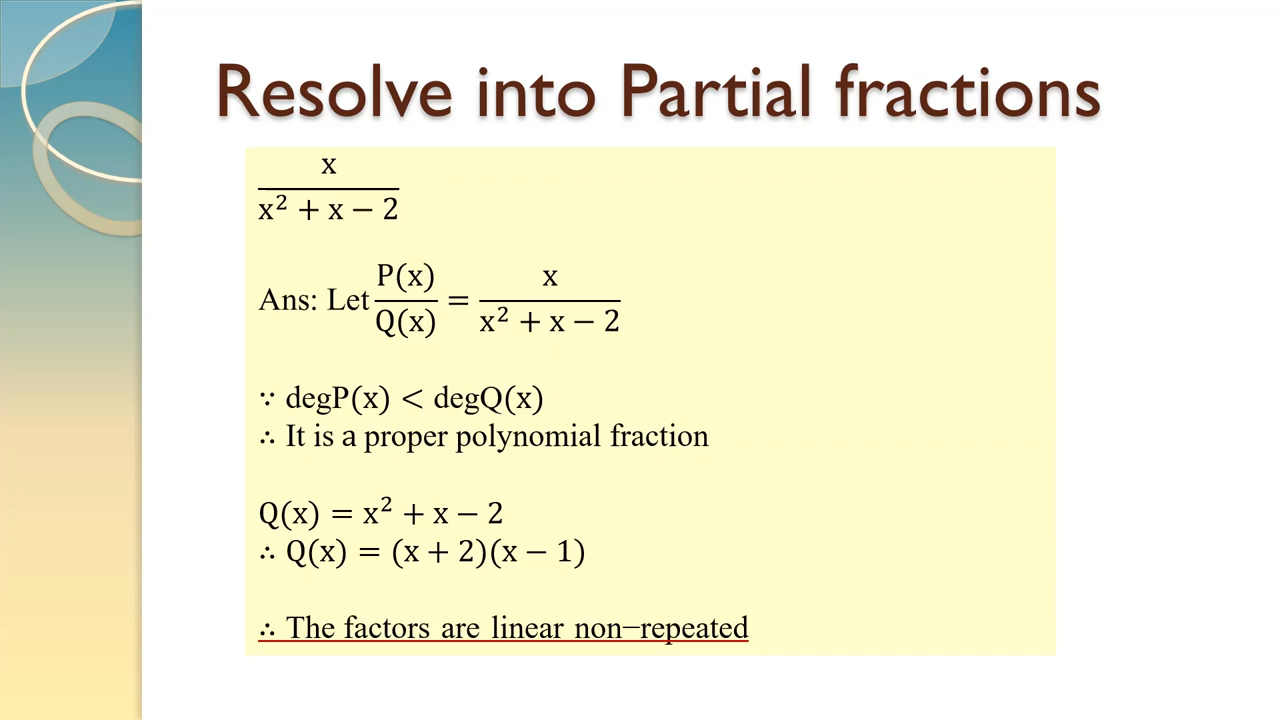 Resolve into Partial fractions
x
x² + x − 2
Ans: Let P(x)/Q(x) = x/(x² + x − 2)
∵ degP(x) < degQ(x)
∴ It is a proper polynomial fraction
Q(x) = x² + x − 2
∴ Q(x) = (x + 2)(x − 1)
∴ The factors are linear non−repeated